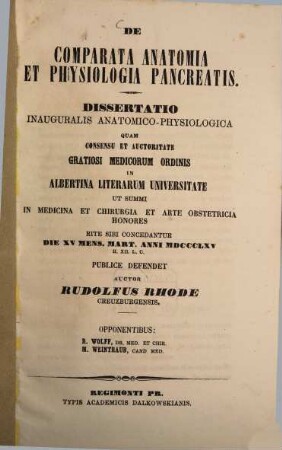 DE
COMPARATA ANATOMIA
ET PHYSIOLOGIA PANCREATIS.
DISSERTATIO
INAUGURALIS ANATOMICO-PHYSIOLOGICA
QUAM
CONSENSU ET AUCTORITATE
GRATIOSI MEDICORUM ORDINIS
IN
ALBERTINA LITERARUM UNIVERSITATE
UT SUMMI
IN MEDICINA ET CHIRURGIA ET ARTE OBSTETRICIA
HONORES
RITE SIBI CONCEDANTUR
DIE XV MENS. MART. ANNI MDCCCLXV
H. XII. L. C.
PUBLICE DEFENDET
AUCTOR
RUDOLFUS RHODE
CREUZBURGENSIS.
OPPONENTIBUS:
R. WOLFF, DR. MED. ET CHIR.
H. WEINTRAUB, CAND MED.
REGIMONTI PR.
TYPIS ACADEMICIS DALKOWSKIANIS.